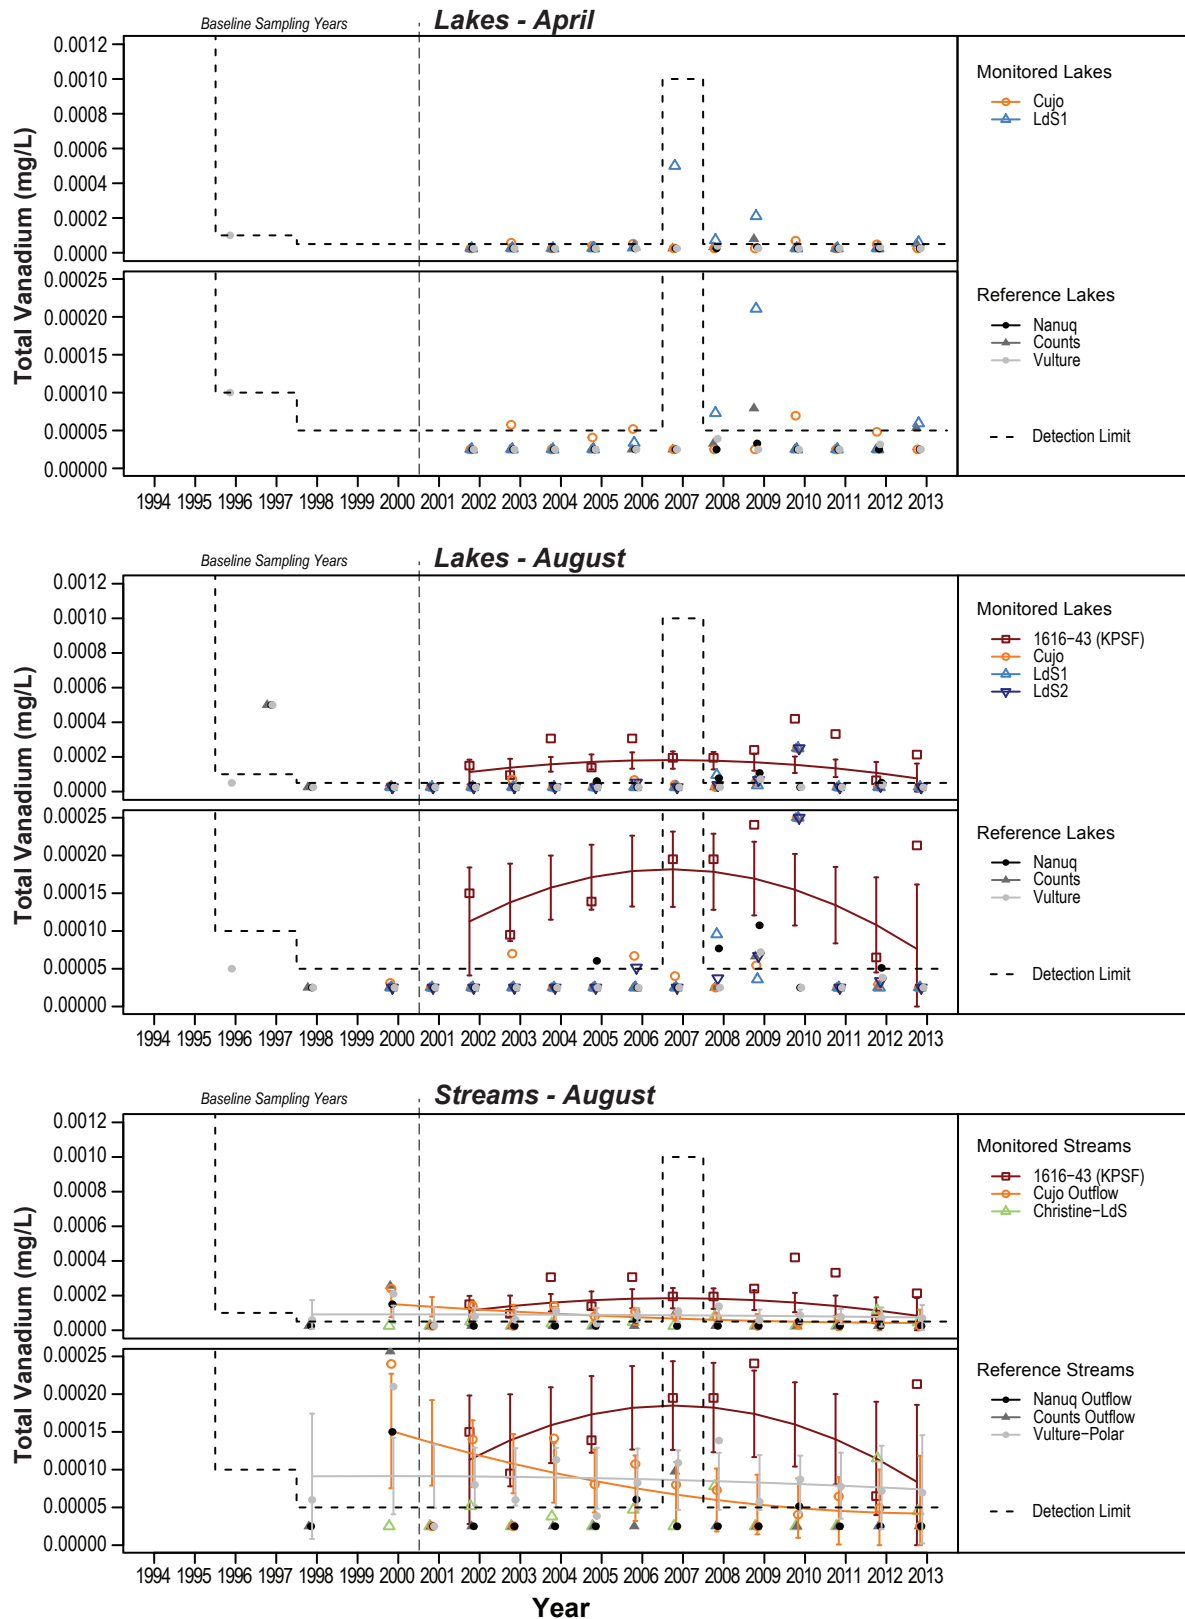 Baseline Sampling Years
Lakes - April
Total Vanadium (mg/L)
0.0012
0.0010
0.0008
0.0006
0.0004
0.0002
0.0000
0.00025
0.00020
0.00015
0.00010
0.00005
0.00000
1994 1995 1996 1997 1998 1999 2000 2001 2002 2003 2004 2005 2006 2007 2008 2009 2010 2011 2012 2013
Monitored Lakes
Cujo
LdS1
Reference Lakes
Nanuq
Counts
Vulture
Detection Limit
Baseline Sampling Years
Lakes - August
Total Vanadium (mg/L)
0.0012
0.0010
0.0008
0.0006
0.0004
0.0002
0.0000
0.00025
0.00020
0.00015
0.00010
0.00005
0.00000
1994 1995 1996 1997 1998 1999 2000 2001 2002 2003 2004 2005 2006 2007 2008 2009 2010 2011 2012 2013
Monitored Lakes
1616−43 (KPSF)
Cujo
LdS1
LdS2
Reference Lakes
Nanuq
Counts
Vulture
Detection Limit
Baseline Sampling Years
Streams - August
Total Vanadium (mg/L)
0.0012
0.0010
0.0008
0.0006
0.0004
0.0002
0.0000
0.00025
0.00020
0.00015
0.00010
0.00005
0.00000
1994 1995 1996 1997 1998 1999 2000 2001 2002 2003 2004 2005 2006 2007 2008 2009 2010 2011 2012 2013
Year
Monitored Streams
1616−43 (KPSF)
Cujo Outflow
Christine−LdS
Reference Streams
Nanuq Outflow
Counts Outflow
Vulture−Polar
Detection Limit